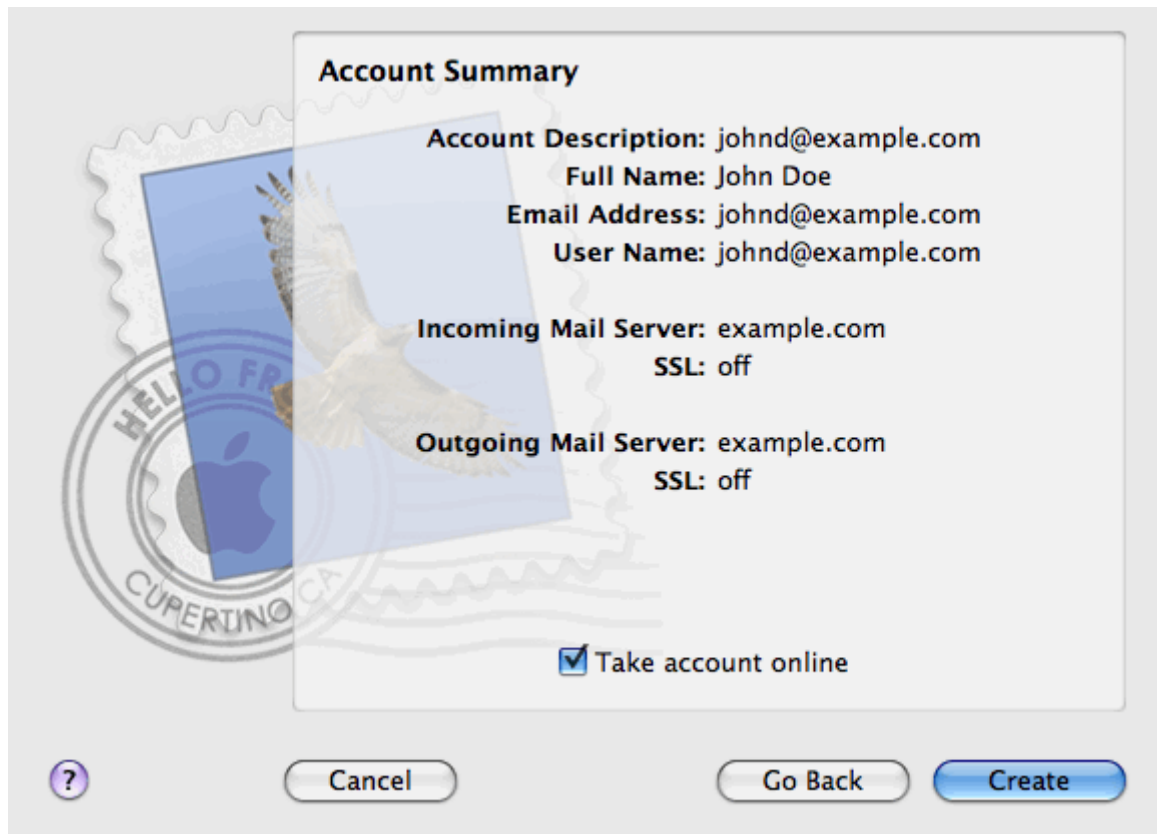 Account Summary
Account Description: johnd@example.com
Full Name: John Doe
Email Address: johnd@example.com
User Name: johnd@example.com
Incoming Mail Server: example.com
SSL: off
Outgoing Mail Server: example.com
SSL: off
HELLO FR
CUPERTINO CA
Take account online
?
Cancel
Go Back
Create